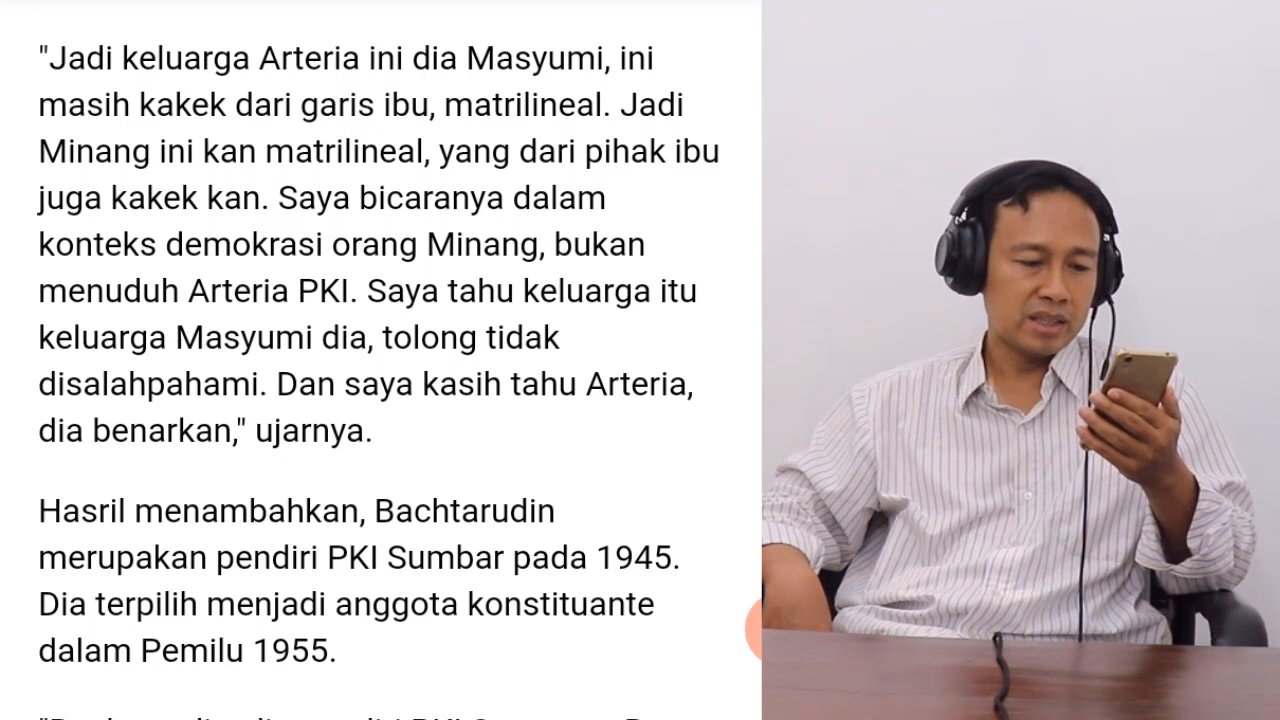 "Jadi keluarga Arteria ini dia Masyumi, ini
masih kakek dari garis ibu, matrilineal. Jadi
Minang ini kan matrilineal, yang dari pihak ibu
juga kakek kan. Saya bicaranya dalam
konteks demokrasi orang Minang, bukan
menuduh Arteria PKI. Saya tahu keluarga itu
keluarga Masyumi dia, tolong tidak
disalahpahami. Dan saya kasih tahu Arteria,
dia benarkan," ujarnya.
Hasril menambahkan, Bachtarudin
merupakan pendiri PKI Sumbar pada 1945.
Dia terpilih menjadi anggota konstituante
dalam Pemilu 1955.